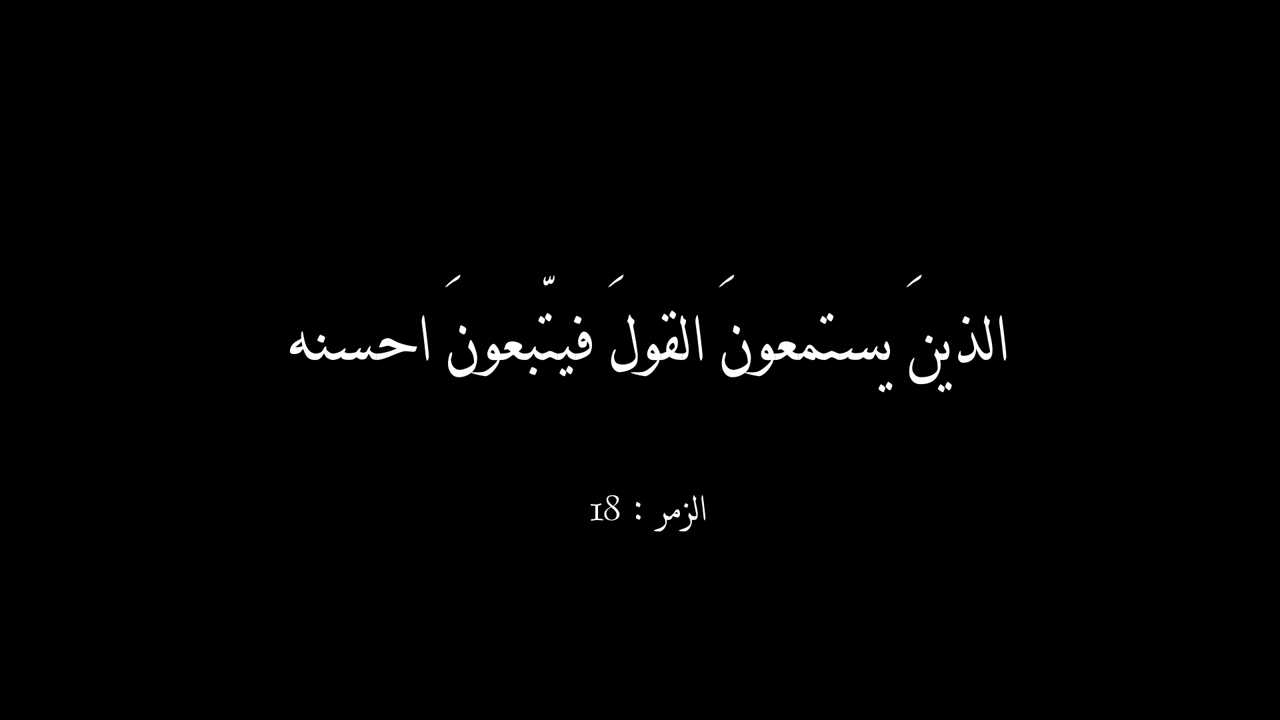 الذينَ يستمعونَ القولَ فيتّبعونَ احسنه
الزمر : 18